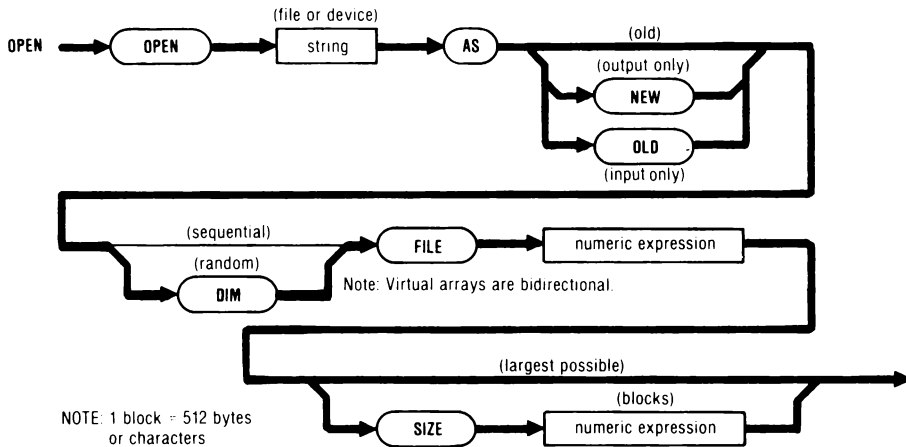 (file or device)
OPEN OPEN string AS (old)
(output only)
NEW
OLD
(input only)
(sequential) FILE numeric expression
(random)
DIM Note: Virtual arrays are bidirectional.
(largest possible)
(blocks)
SIZE numeric expression
NOTE: 1 block = 512 bytes
or characters